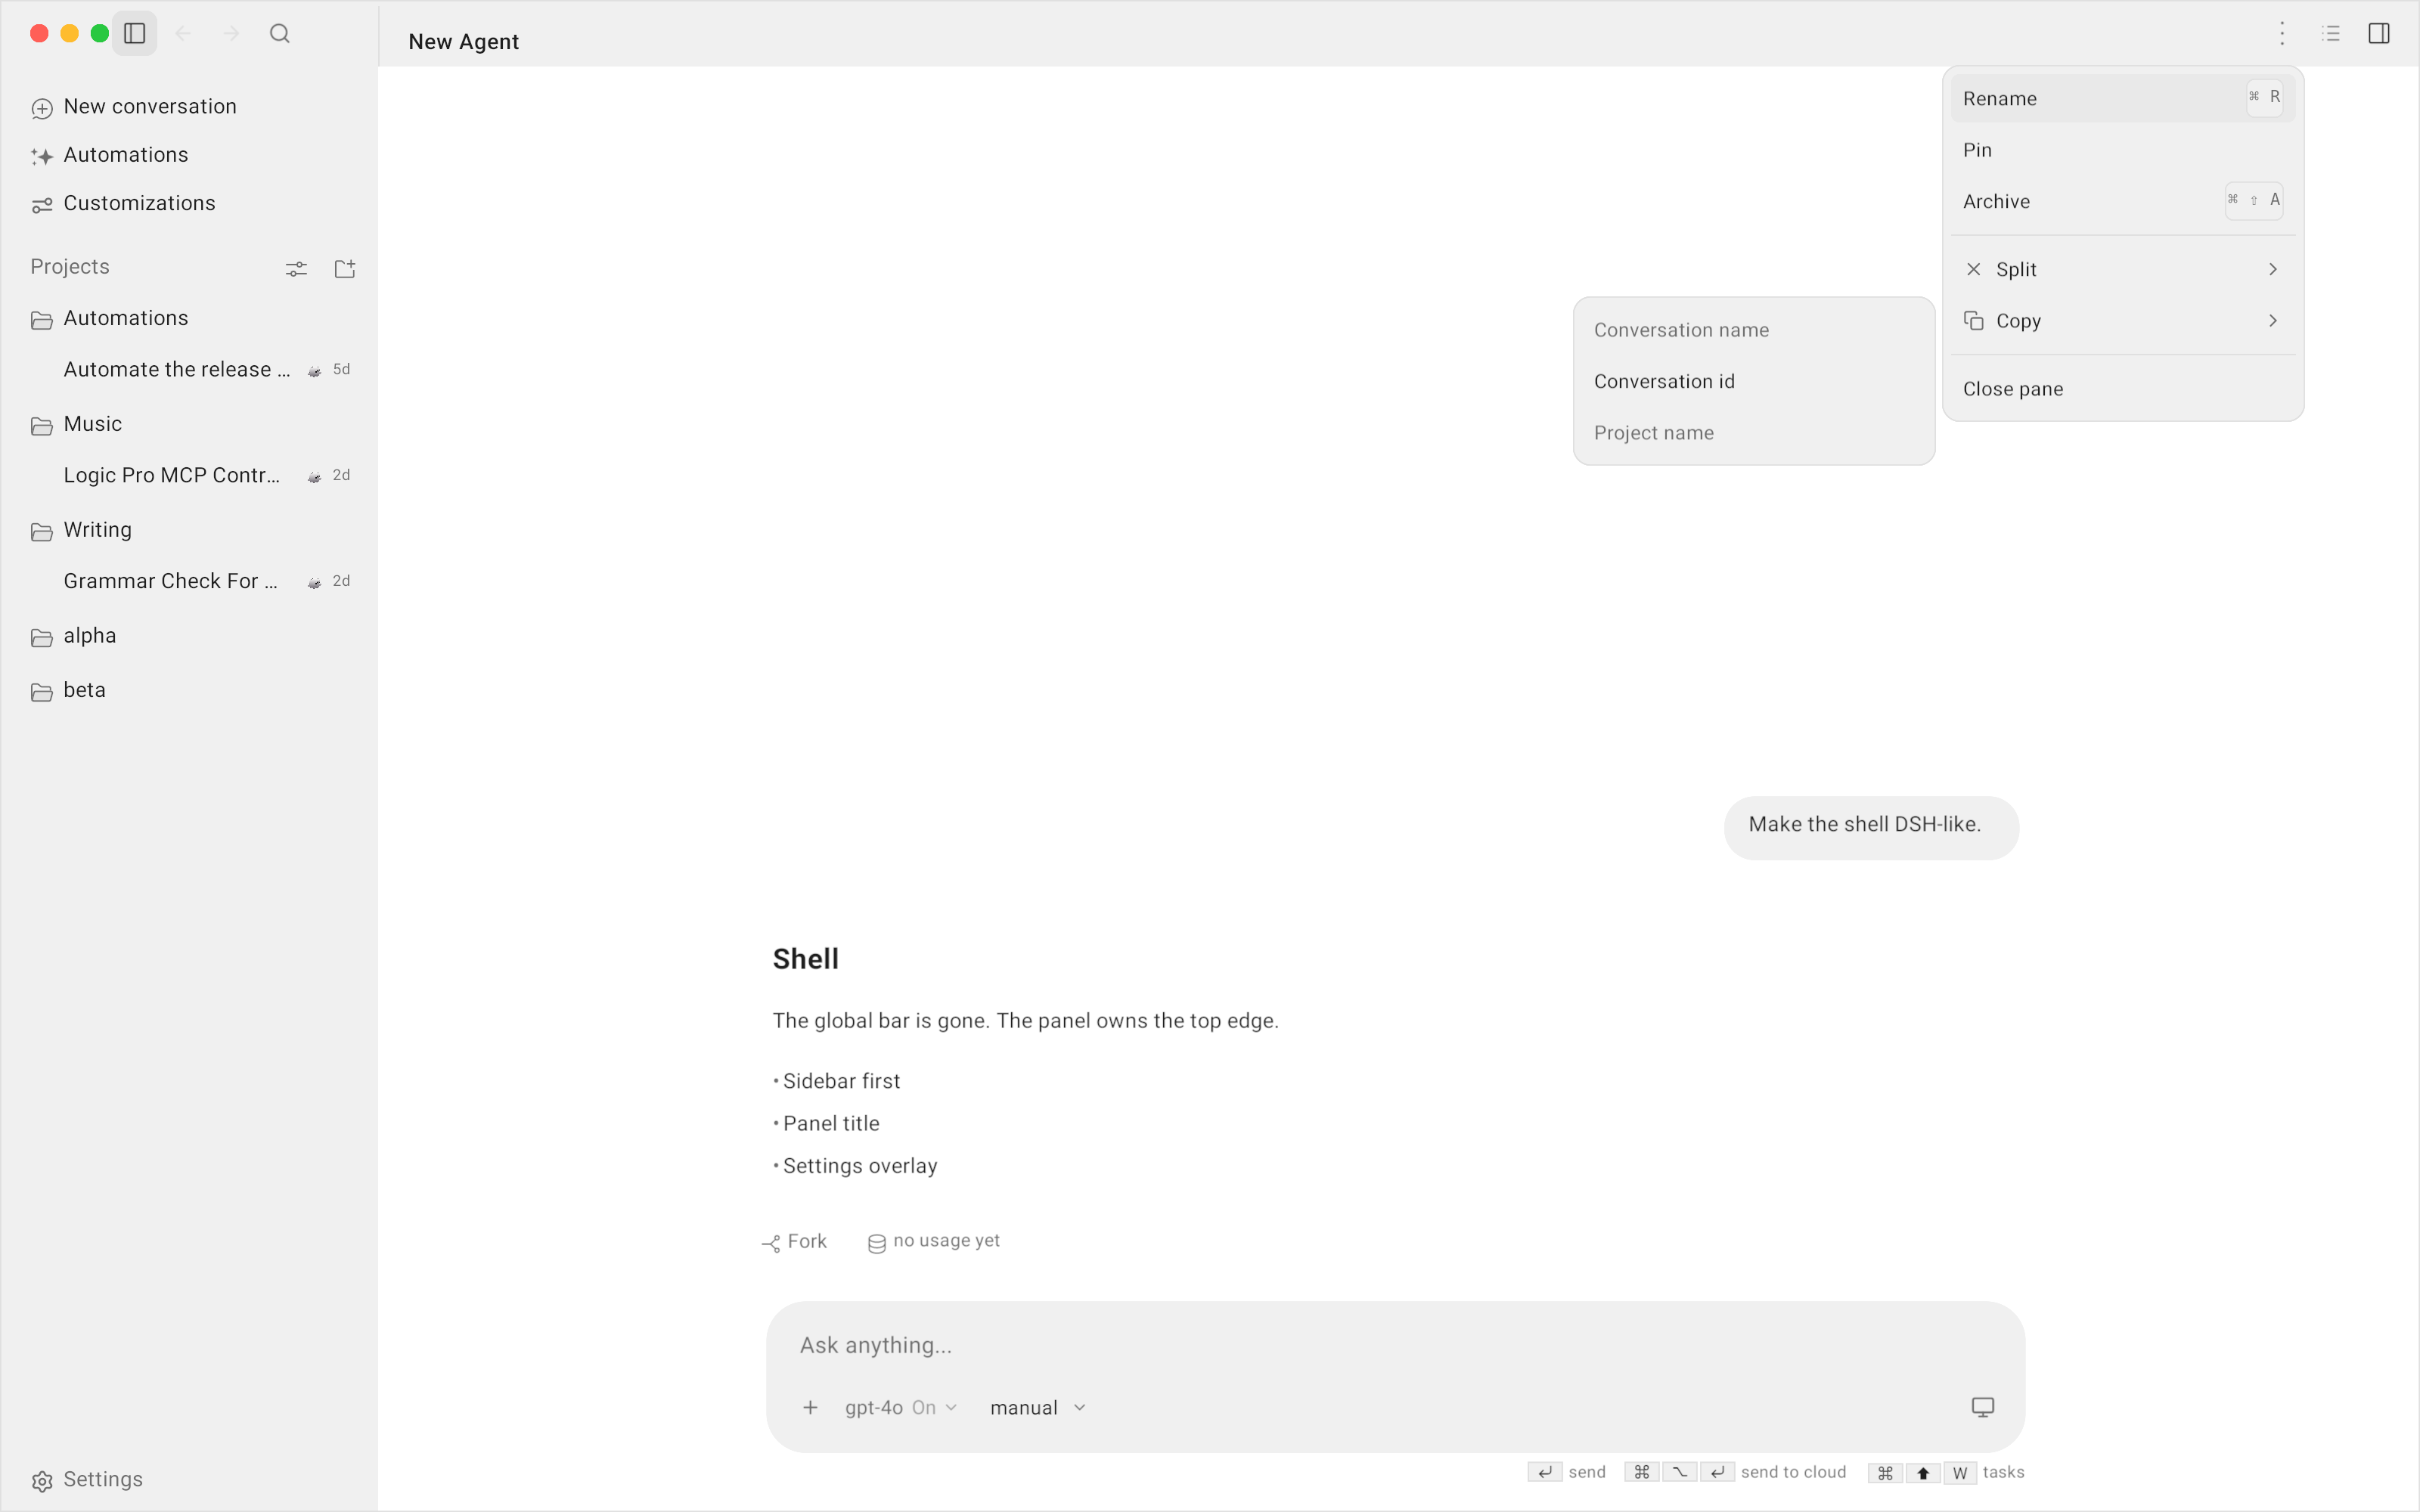 New Agent
New conversation
Automations
Customizations
Projects
Automations
Automate the release ... 5d
Music
Logic Pro MCP Contr... 2d
Writing
Grammar Check For ... 2d
alpha
beta
Settings
Rename ⌘ R
Pin
Archive ⌘ ⇧ A
Split
Copy
Close pane
Conversation name
Conversation id
Project name
Make the shell DSH-like.
Shell
The global bar is gone. The panel owns the top edge.
• Sidebar first
• Panel title
• Settings overlay
Fork no usage yet
Ask anything...
gpt-4o On manual
↵ send ⌘ ⌥ ↵ send to cloud ⌘ ⬆ W tasks